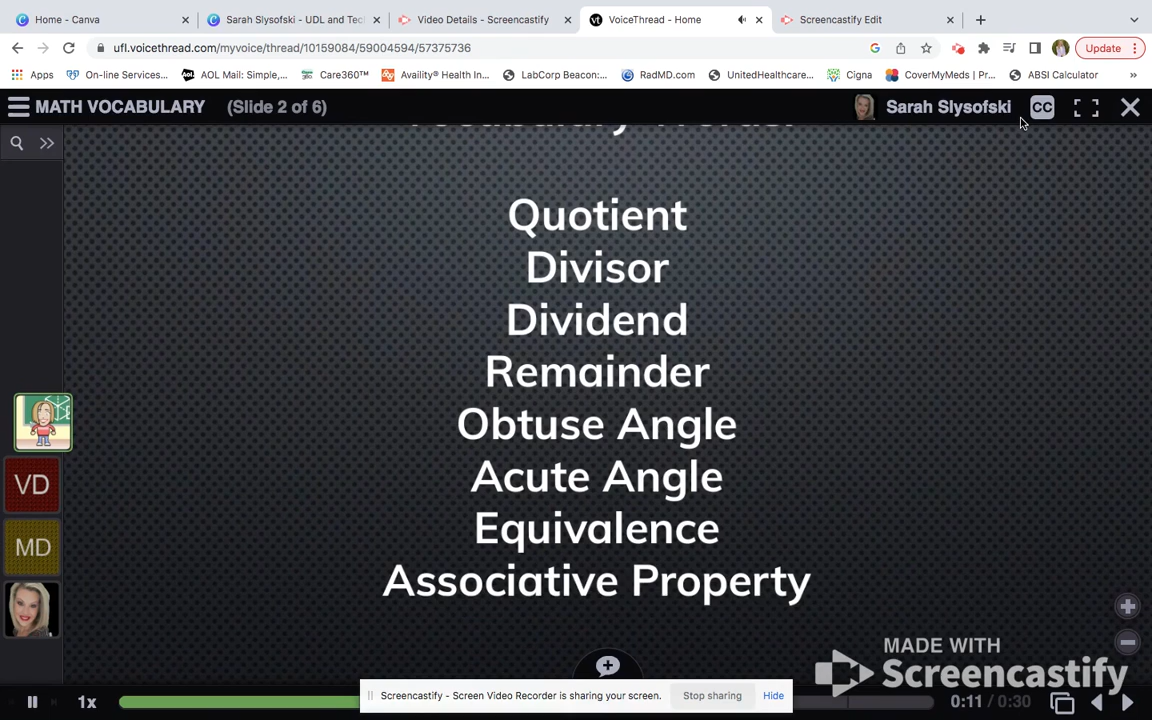 Home - Canva
Sarah Slysofski - UDL and Tec
Video Details - Screencastify
VoiceThread - Home
Screencastify Edit
ufl.voicethread.com/myvoice/thread/10159084/59004594/57375736
Update
Apps
On-line Services...
AOL Mail: Simple,...
Care360™
Availity® Health In...
LabCorp Beacon:...
RadMD.com
UnitedHealthcare...
Cigna
CoverMyMeds | Pr...
ABSI Calculator
MATH VOCABULARY (Slide 2 of 6)
Sarah Slysofski
CC
Quotient
Divisor
Dividend
Remainder
Obtuse Angle
Acute Angle
Equivalence
Associative Property
VD
MD
MADE WITH
Screencastify
Screencastify - Screen Video Recorder is sharing your screen.
Stop sharing
Hide
1x
0:11 / 0:30